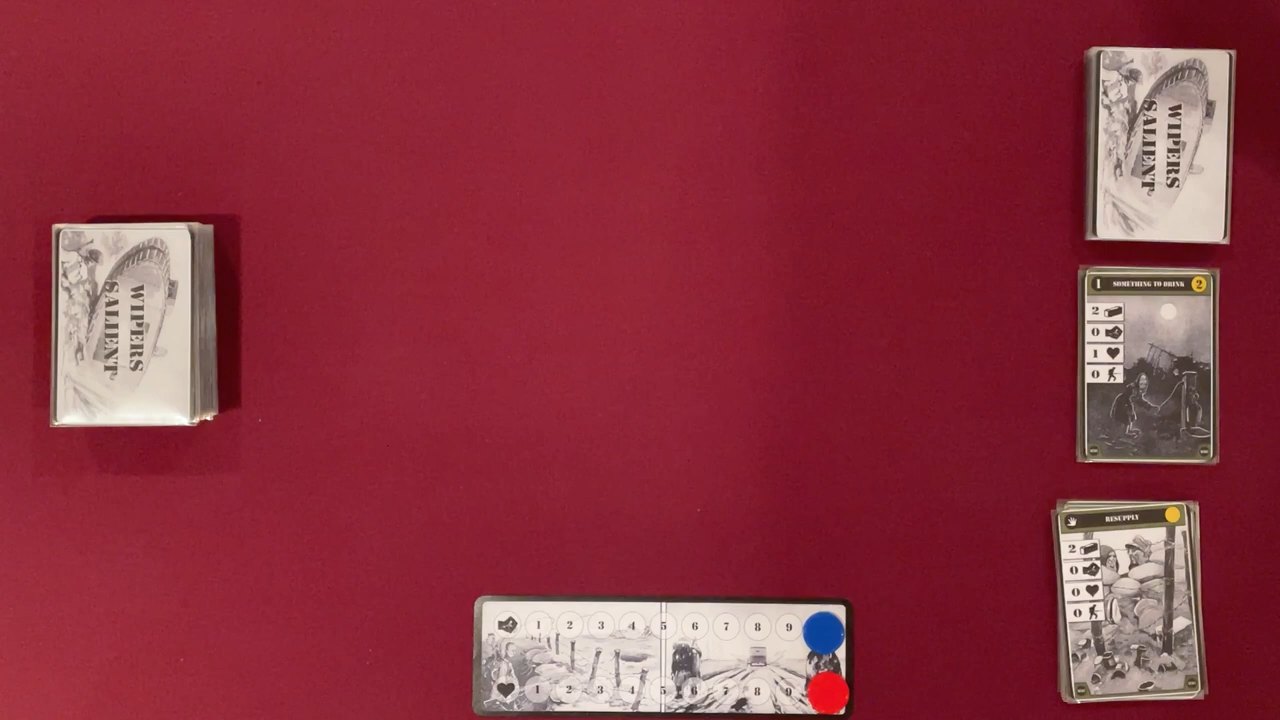 WIPERS
SALIENT
WIPERS
SALIENT
1 SOMETHING TO DRINK 2
2
0
1
0
RESUPPLY
2
0
0
0
1 2 3 4 5 6 7 8 9
1 2 3 4 5 6 7 8 9